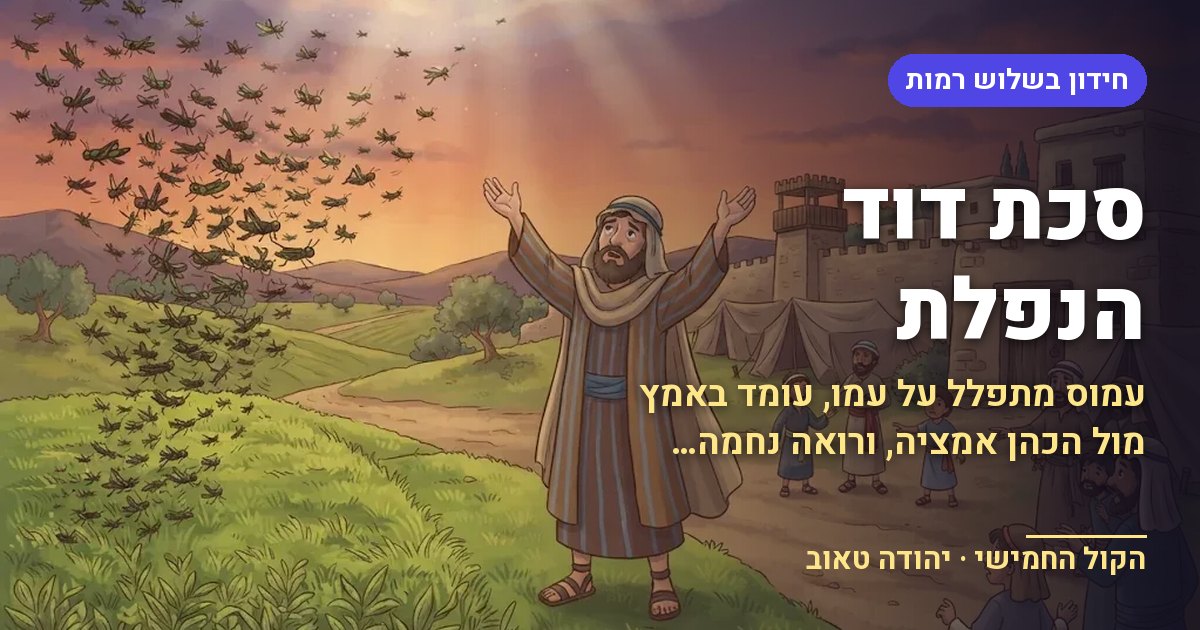 חידון בשלוש רמות
סכת דוד
הנפלת
עמוס מתפלל על עמו, עומד באמץ
מול הכהן אמציה, ורואה נחמה...
הקול החמישי · יהודה טאוב